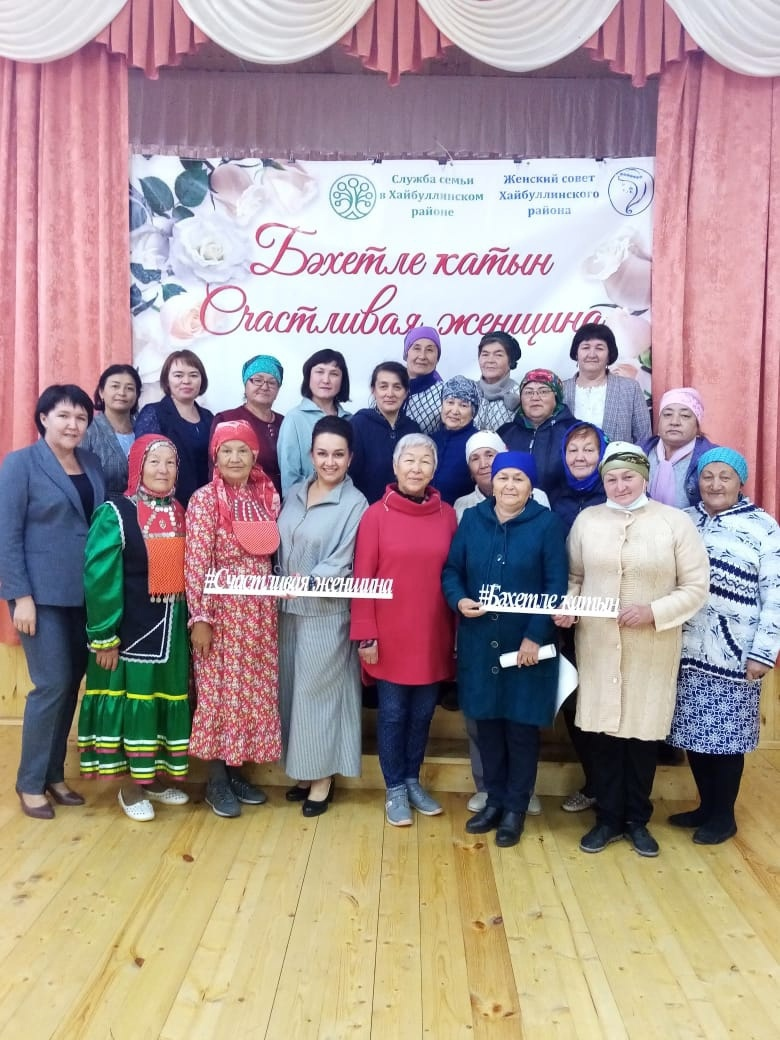 Служба семьи
в Хайбуллинском
районе
Женский совет
Хайбуллинского
района
Бәхетле катын
Счастливая женщина
#Счастливая женщина
#Бәхетле катын